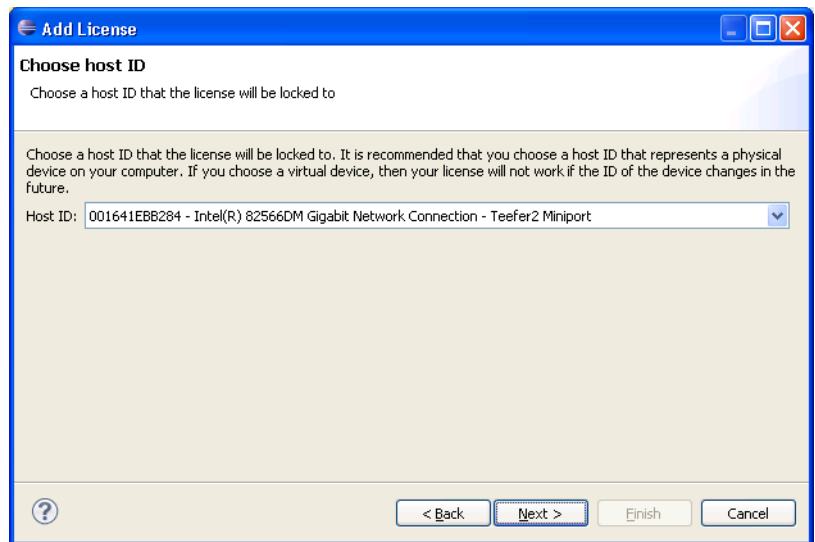 Add License
Choose host ID
Choose a host ID that the license will be locked to
Choose a host ID that the license will be locked to. It is recommended that you choose a host ID that represents a physical
device on your computer. If you choose a virtual device, then your license will not work if the ID of the device changes in the
future.
Host ID: 001641EBB284 - Intel(R) 82566DM Gigabit Network Connection - Teefer2 Miniport
? < Back Next > Finish Cancel